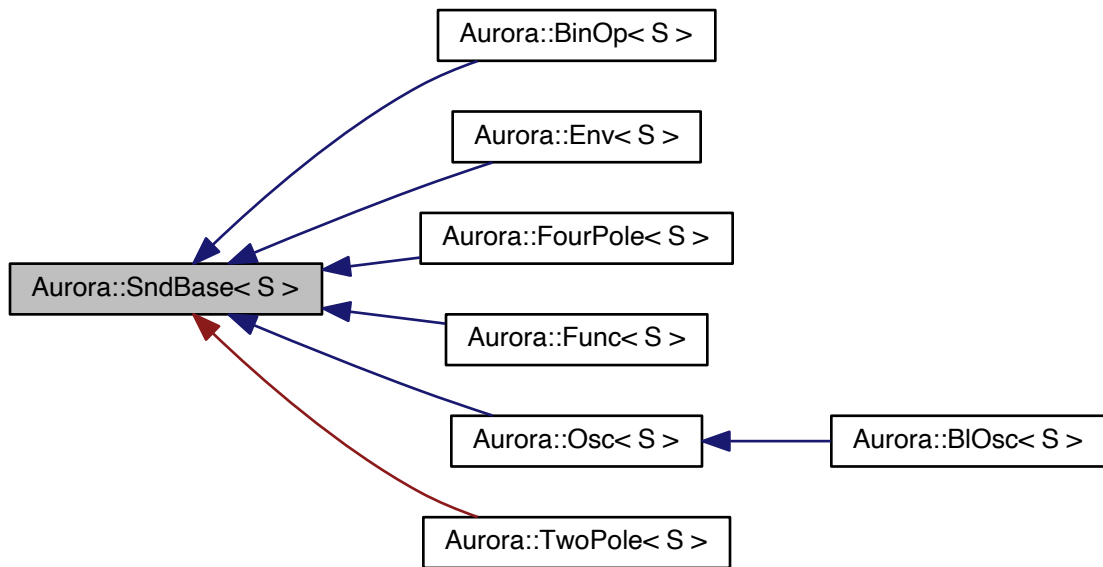 Aurora::BinOp< S >
Aurora::Env< S >
Aurora::FourPole< S >
Aurora::SndBase< S >
Aurora::Func< S >
Aurora::Osc< S >
Aurora::BlOsc< S >
Aurora::TwoPole< S >